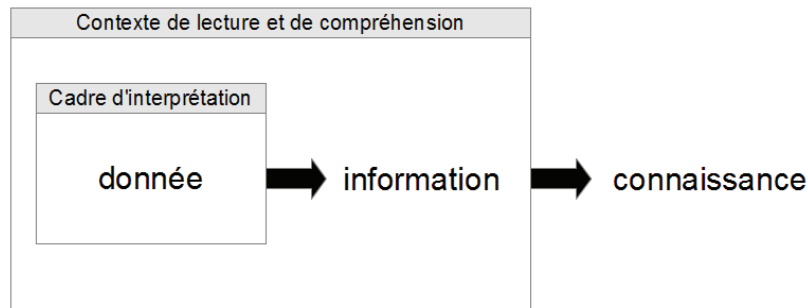 Contexte de lecture et de compréhension
Cadre d'interprétation
donnée
information
connaissance